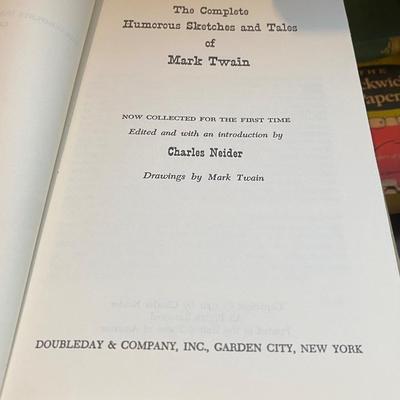 The Complete
Humorous Sketches and Tales
of
Mark Twain
NOW COLLECTED FOR THE FIRST TIME
Edited and with an introduction by
Charles Neider
Drawings by Mark Twain
DOUBLEDAY & COMPANY, INC., GARDEN CITY, NEW YORK
THE